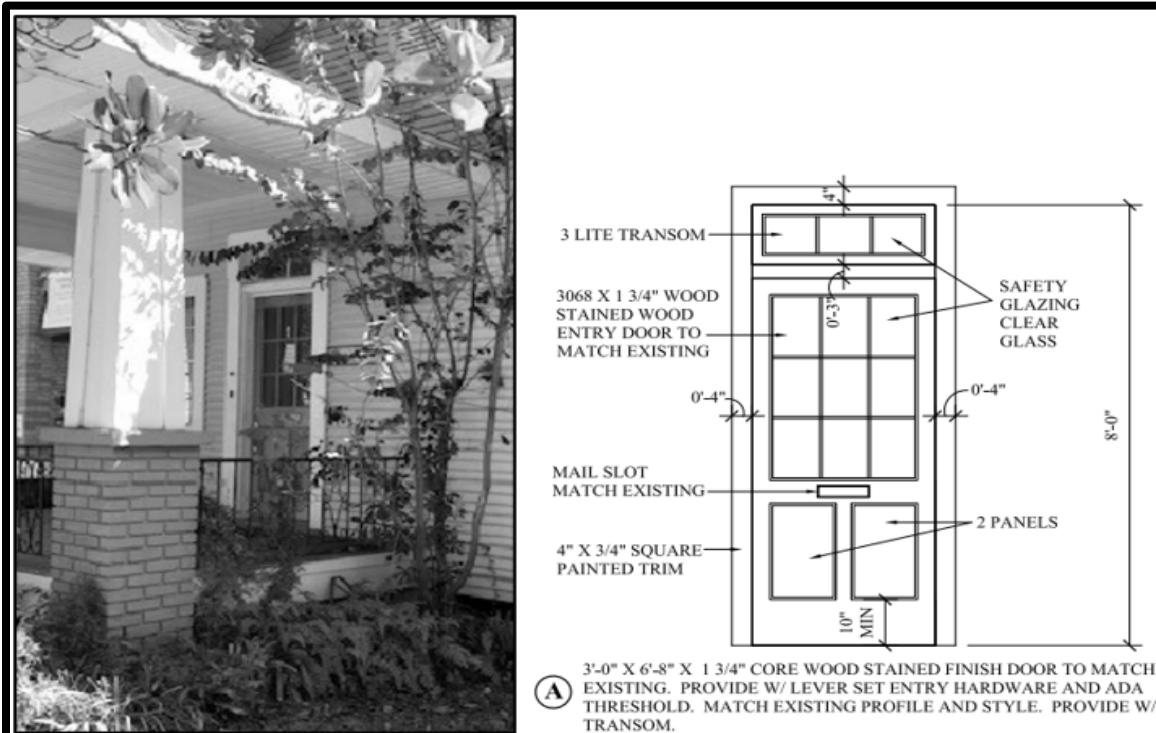 4"
3 LITE TRANSOM
3068 X 1 3/4" WOOD
STAINED WOOD
ENTRY DOOR TO
MATCH EXISTING
0'-3"
SAFETY
GLAZING
CLEAR
GLASS
0'-4"
0'-4"
8'-0"
MAIL SLOT
MATCH EXISTING
2 PANELS
4" X 3/4" SQUARE
PAINTED TRIM
10"
MIN
A
3'-0" X 6'-8" X 1 3/4" CORE WOOD STAINED FINISH DOOR TO MATCH
EXISTING. PROVIDE W/ LEVER SET ENTRY HARDWARE AND ADA
THRESHOLD. MATCH EXISTING PROFILE AND STYLE. PROVIDE W/
TRANSOM.